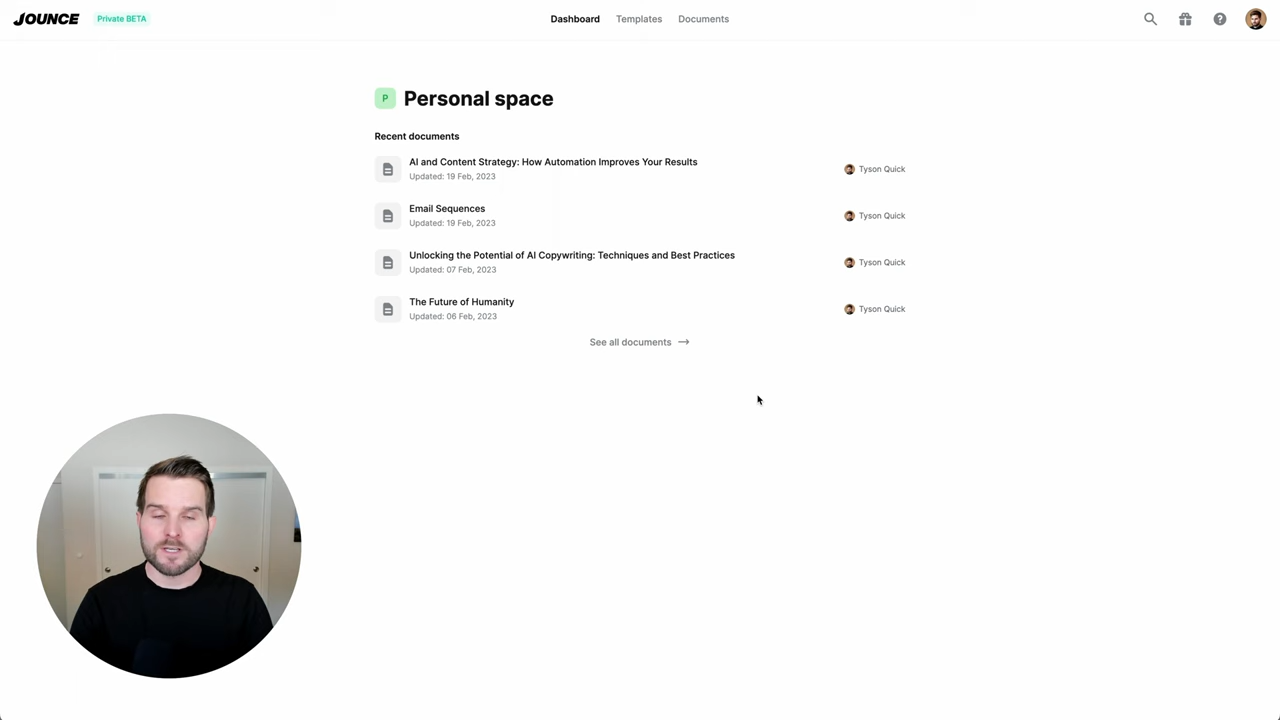 JOUNCE
Private BETA
Dashboard
Templates
Documents
P
Personal space
Recent documents
AI and Content Strategy: How Automation Improves Your Results
Updated: 19 Feb, 2023
Tyson Quick
Email Sequences
Updated: 19 Feb, 2023
Tyson Quick
Unlocking the Potential of AI Copywriting: Techniques and Best Practices
Updated: 07 Feb, 2023
Tyson Quick
The Future of Humanity
Updated: 06 Feb, 2023
Tyson Quick
See all documents →